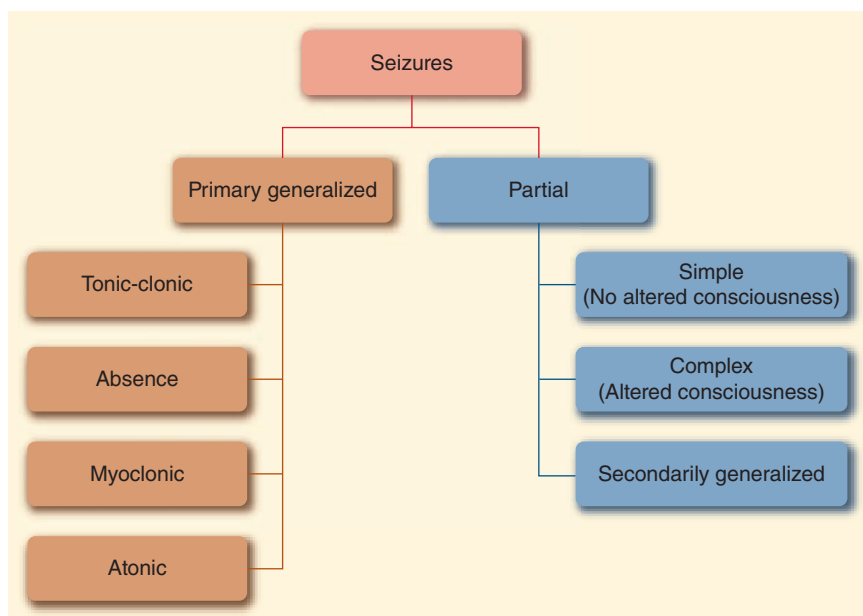 Seizures
Primary generalized
Partial
Tonic-clonic
Absence
Myoclonic
Atonic
Simple
(No altered consciousness)
Complex
(Altered consciousness)
Secondarily generalized